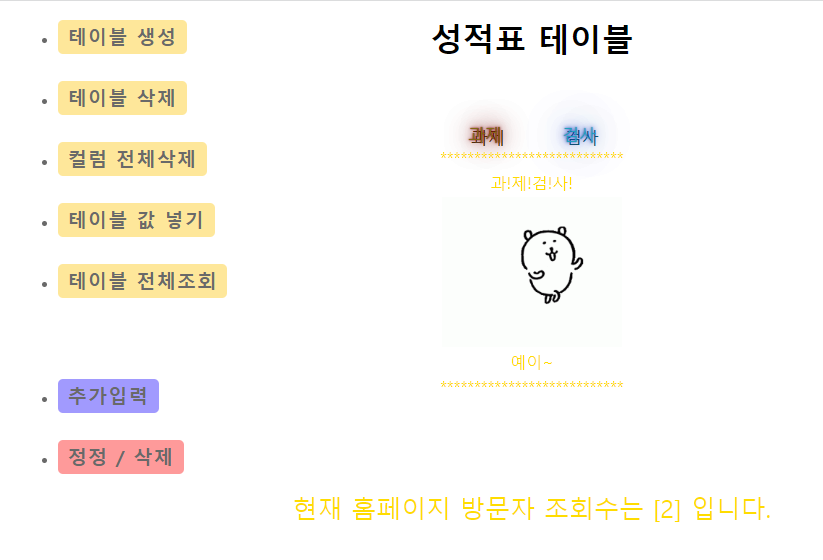 테이블 생성
테이블 삭제
컬럼 전체삭제
테이블 값 넣기
테이블 전체조회
추가입력
정정 / 삭제
성적표 테이블
과제 검사
***************************
과!제!검!사!
예이~
***************************
현재 홈페이지 방문자 조회수는 [2] 입니다.